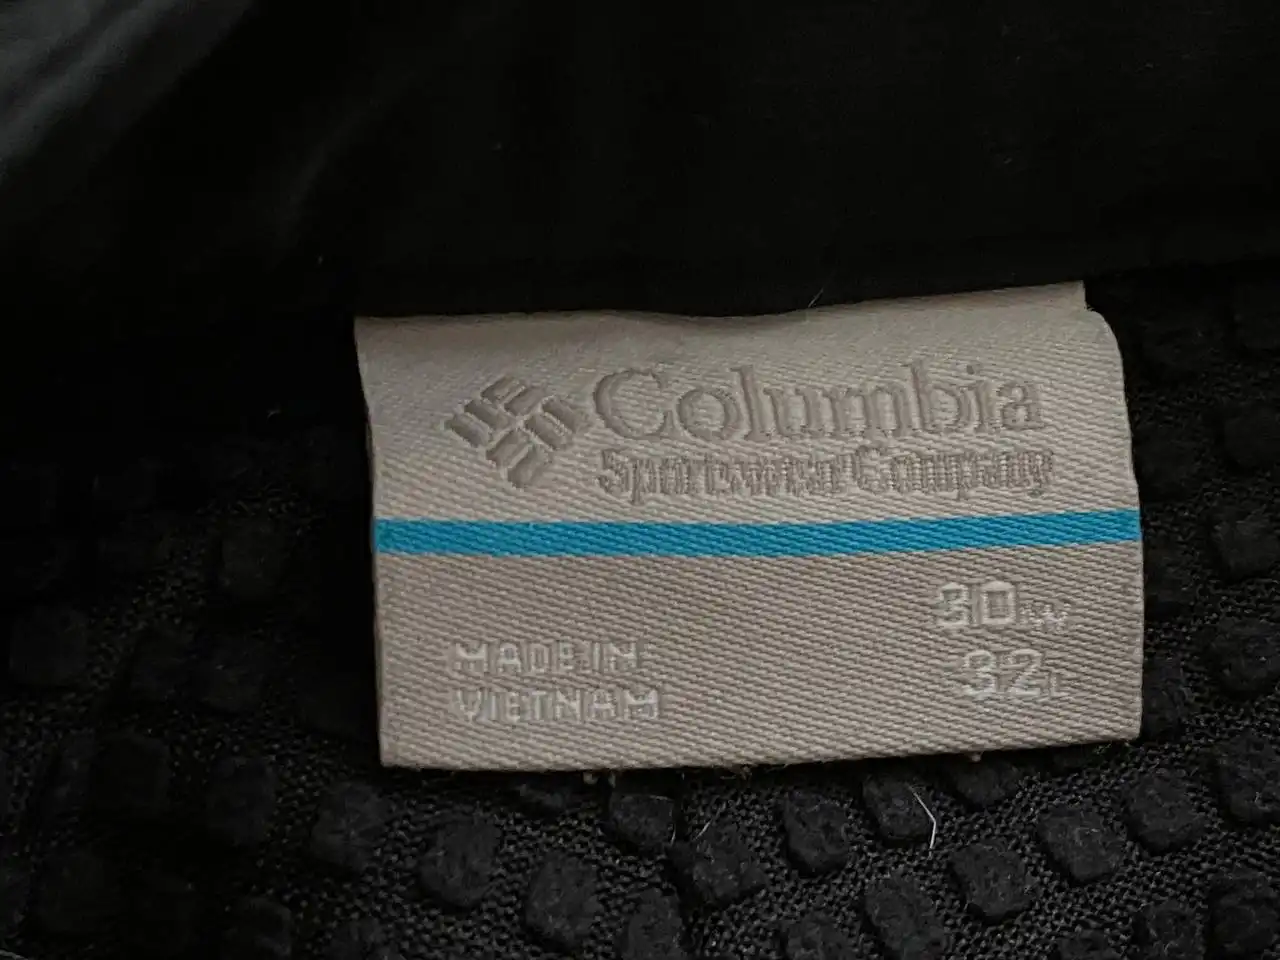 Columbia
Sportswear Company
30W
MADE IN
32L
VIETNAM